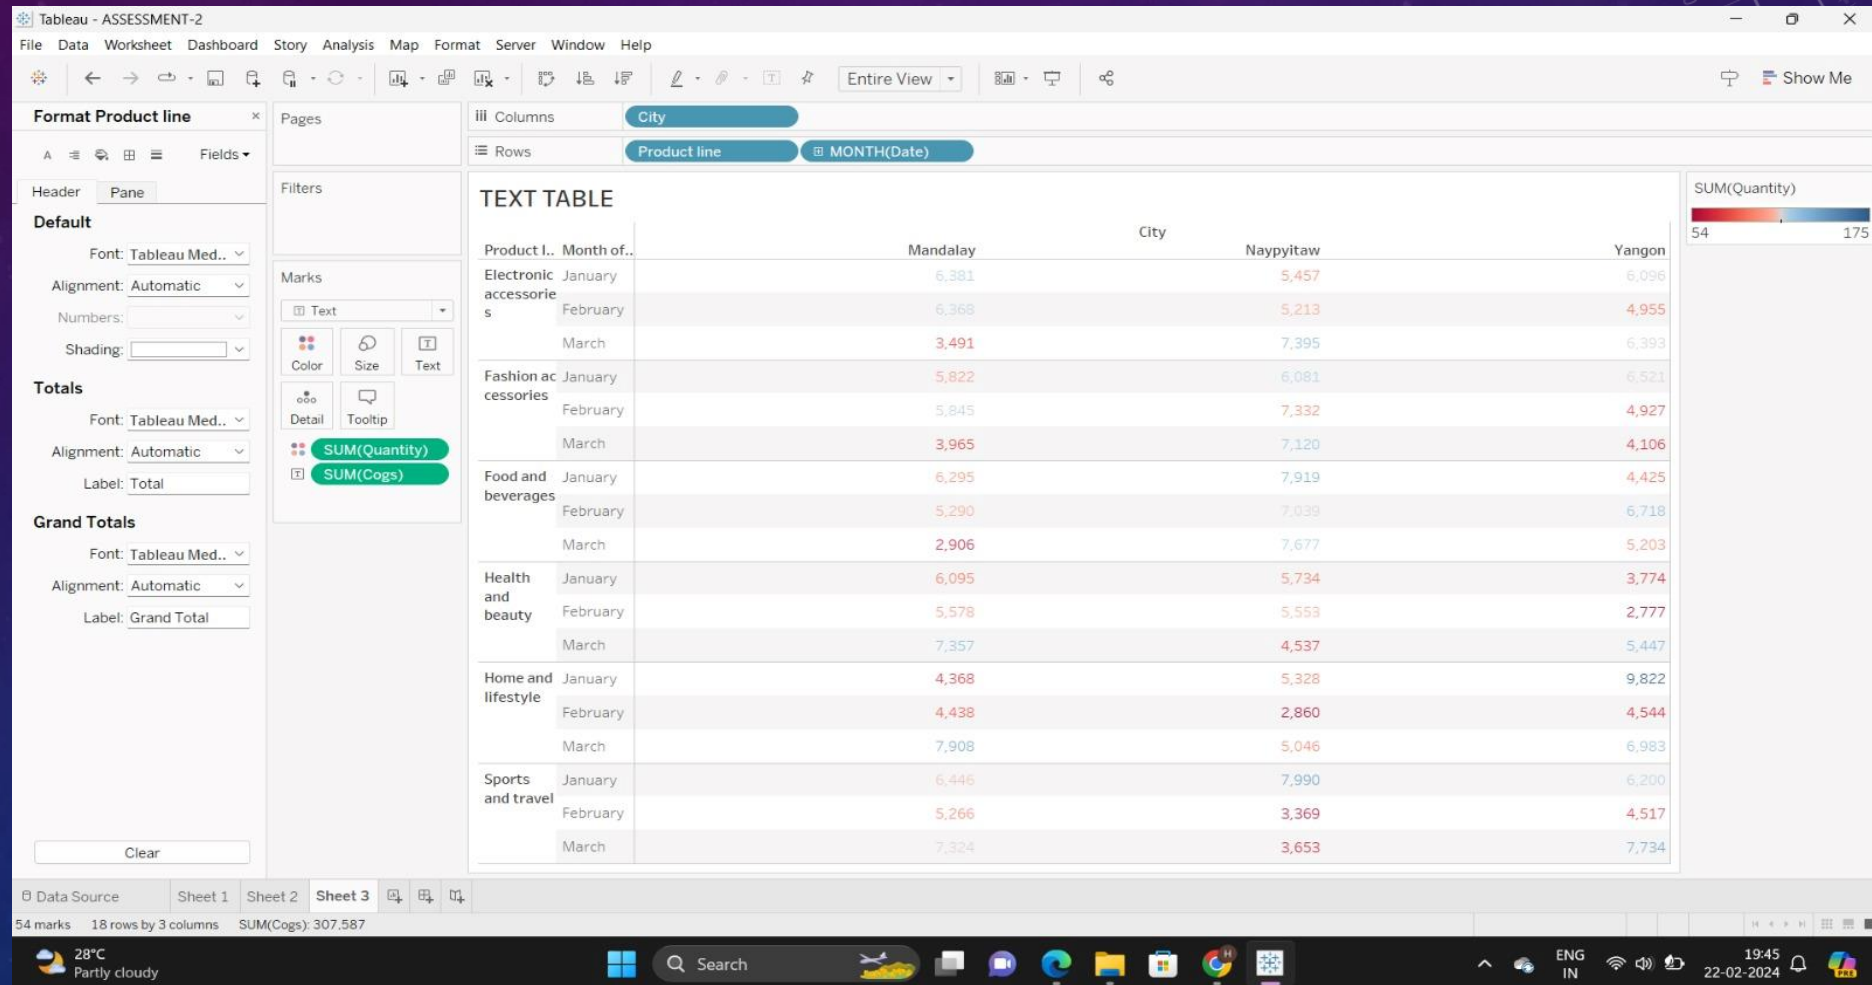 Tableau - ASSESSMENT-2
File Data Worksheet Dashboard Story Analysis Map Format Server Window Help
Entire View
Show Me
Format Product line
Fields
Header Pane
Default
Font: Tableau Med..
Alignment: Automatic
Numbers:
Shading:
Totals
Font: Tableau Med..
Alignment: Automatic
Label: Total
Grand Totals
Font: Tableau Med..
Alignment: Automatic
Label: Grand Total
Clear
Pages
Filters
Marks
Text
Color Size Text
Detail Tooltip
SUM(Quantity)
SUM(Cogs)
Columns City
Rows Product line MONTH(Date)
TEXT TABLE
City
Product l.. Month of.. Mandalay Naypyitaw Yangon
Electronic January 6,381 5,457 6,096
accessorie
s February 6,368 5,213 4,955
March 3,491 7,395 6,393
Fashion ac January 5,822 6,081 6,521
cessories
February 5,845 7,332 4,927
March 3,965 7,120 4,106
Food and January 6,295 7,919 4,425
beverages
February 5,290 7,039 6,718
March 2,906 7,677 5,203
Health January 6,095 5,734 3,774
and
beauty February 5,578 5,553 2,777
March 7,357 4,537 5,447
Home and January 4,368 5,328 9,822
lifestyle
February 4,438 2,860 4,544
March 7,908 5,046 6,983
Sports January 6,446 7,990 6,200
and travel
February 5,266 3,369 4,517
March 7,324 3,653 7,734
SUM(Quantity)
54 175
Data Source Sheet 1 Sheet 2 Sheet 3
54 marks 18 rows by 3 columns SUM(Cogs): 307,587
28°C
Partly cloudy
Search
ENG
IN
19:45
22-02-2024
H
PRE